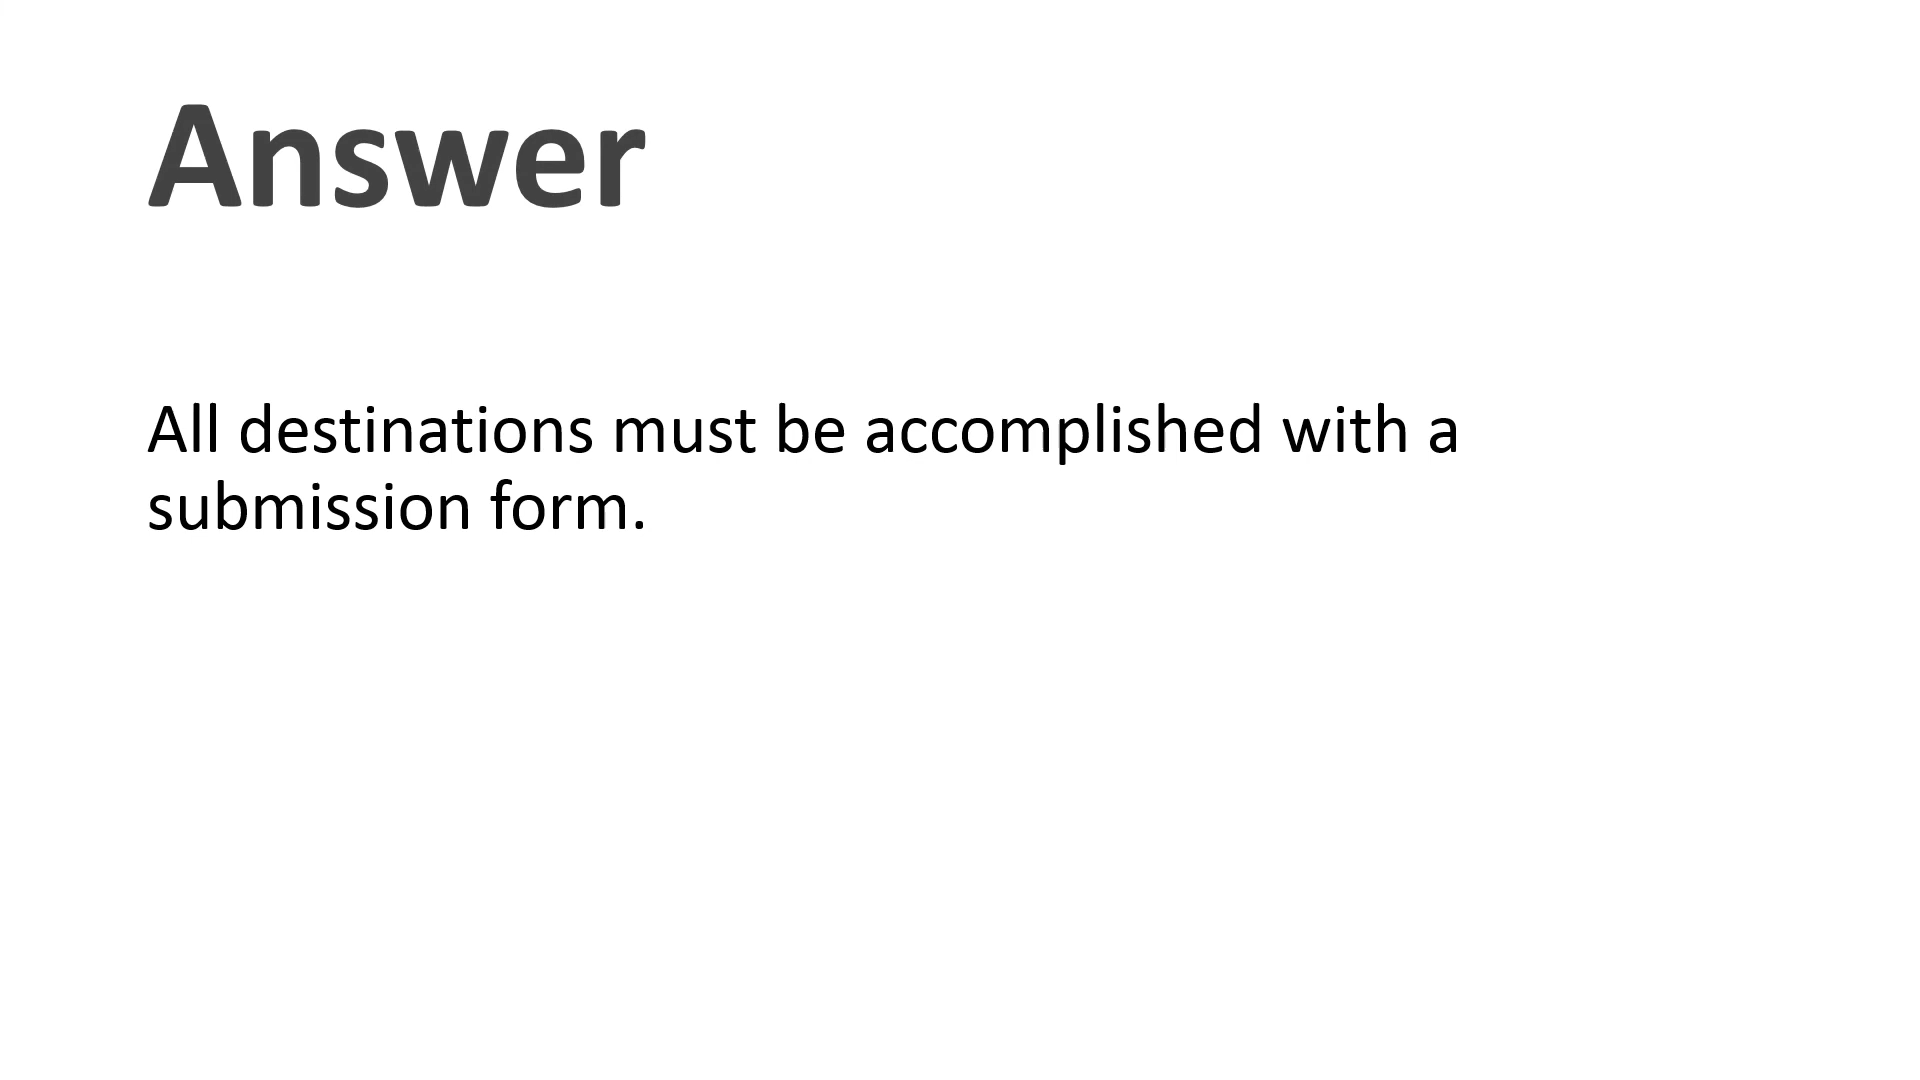 Answer
All destinations must be accomplished with a
submission form.